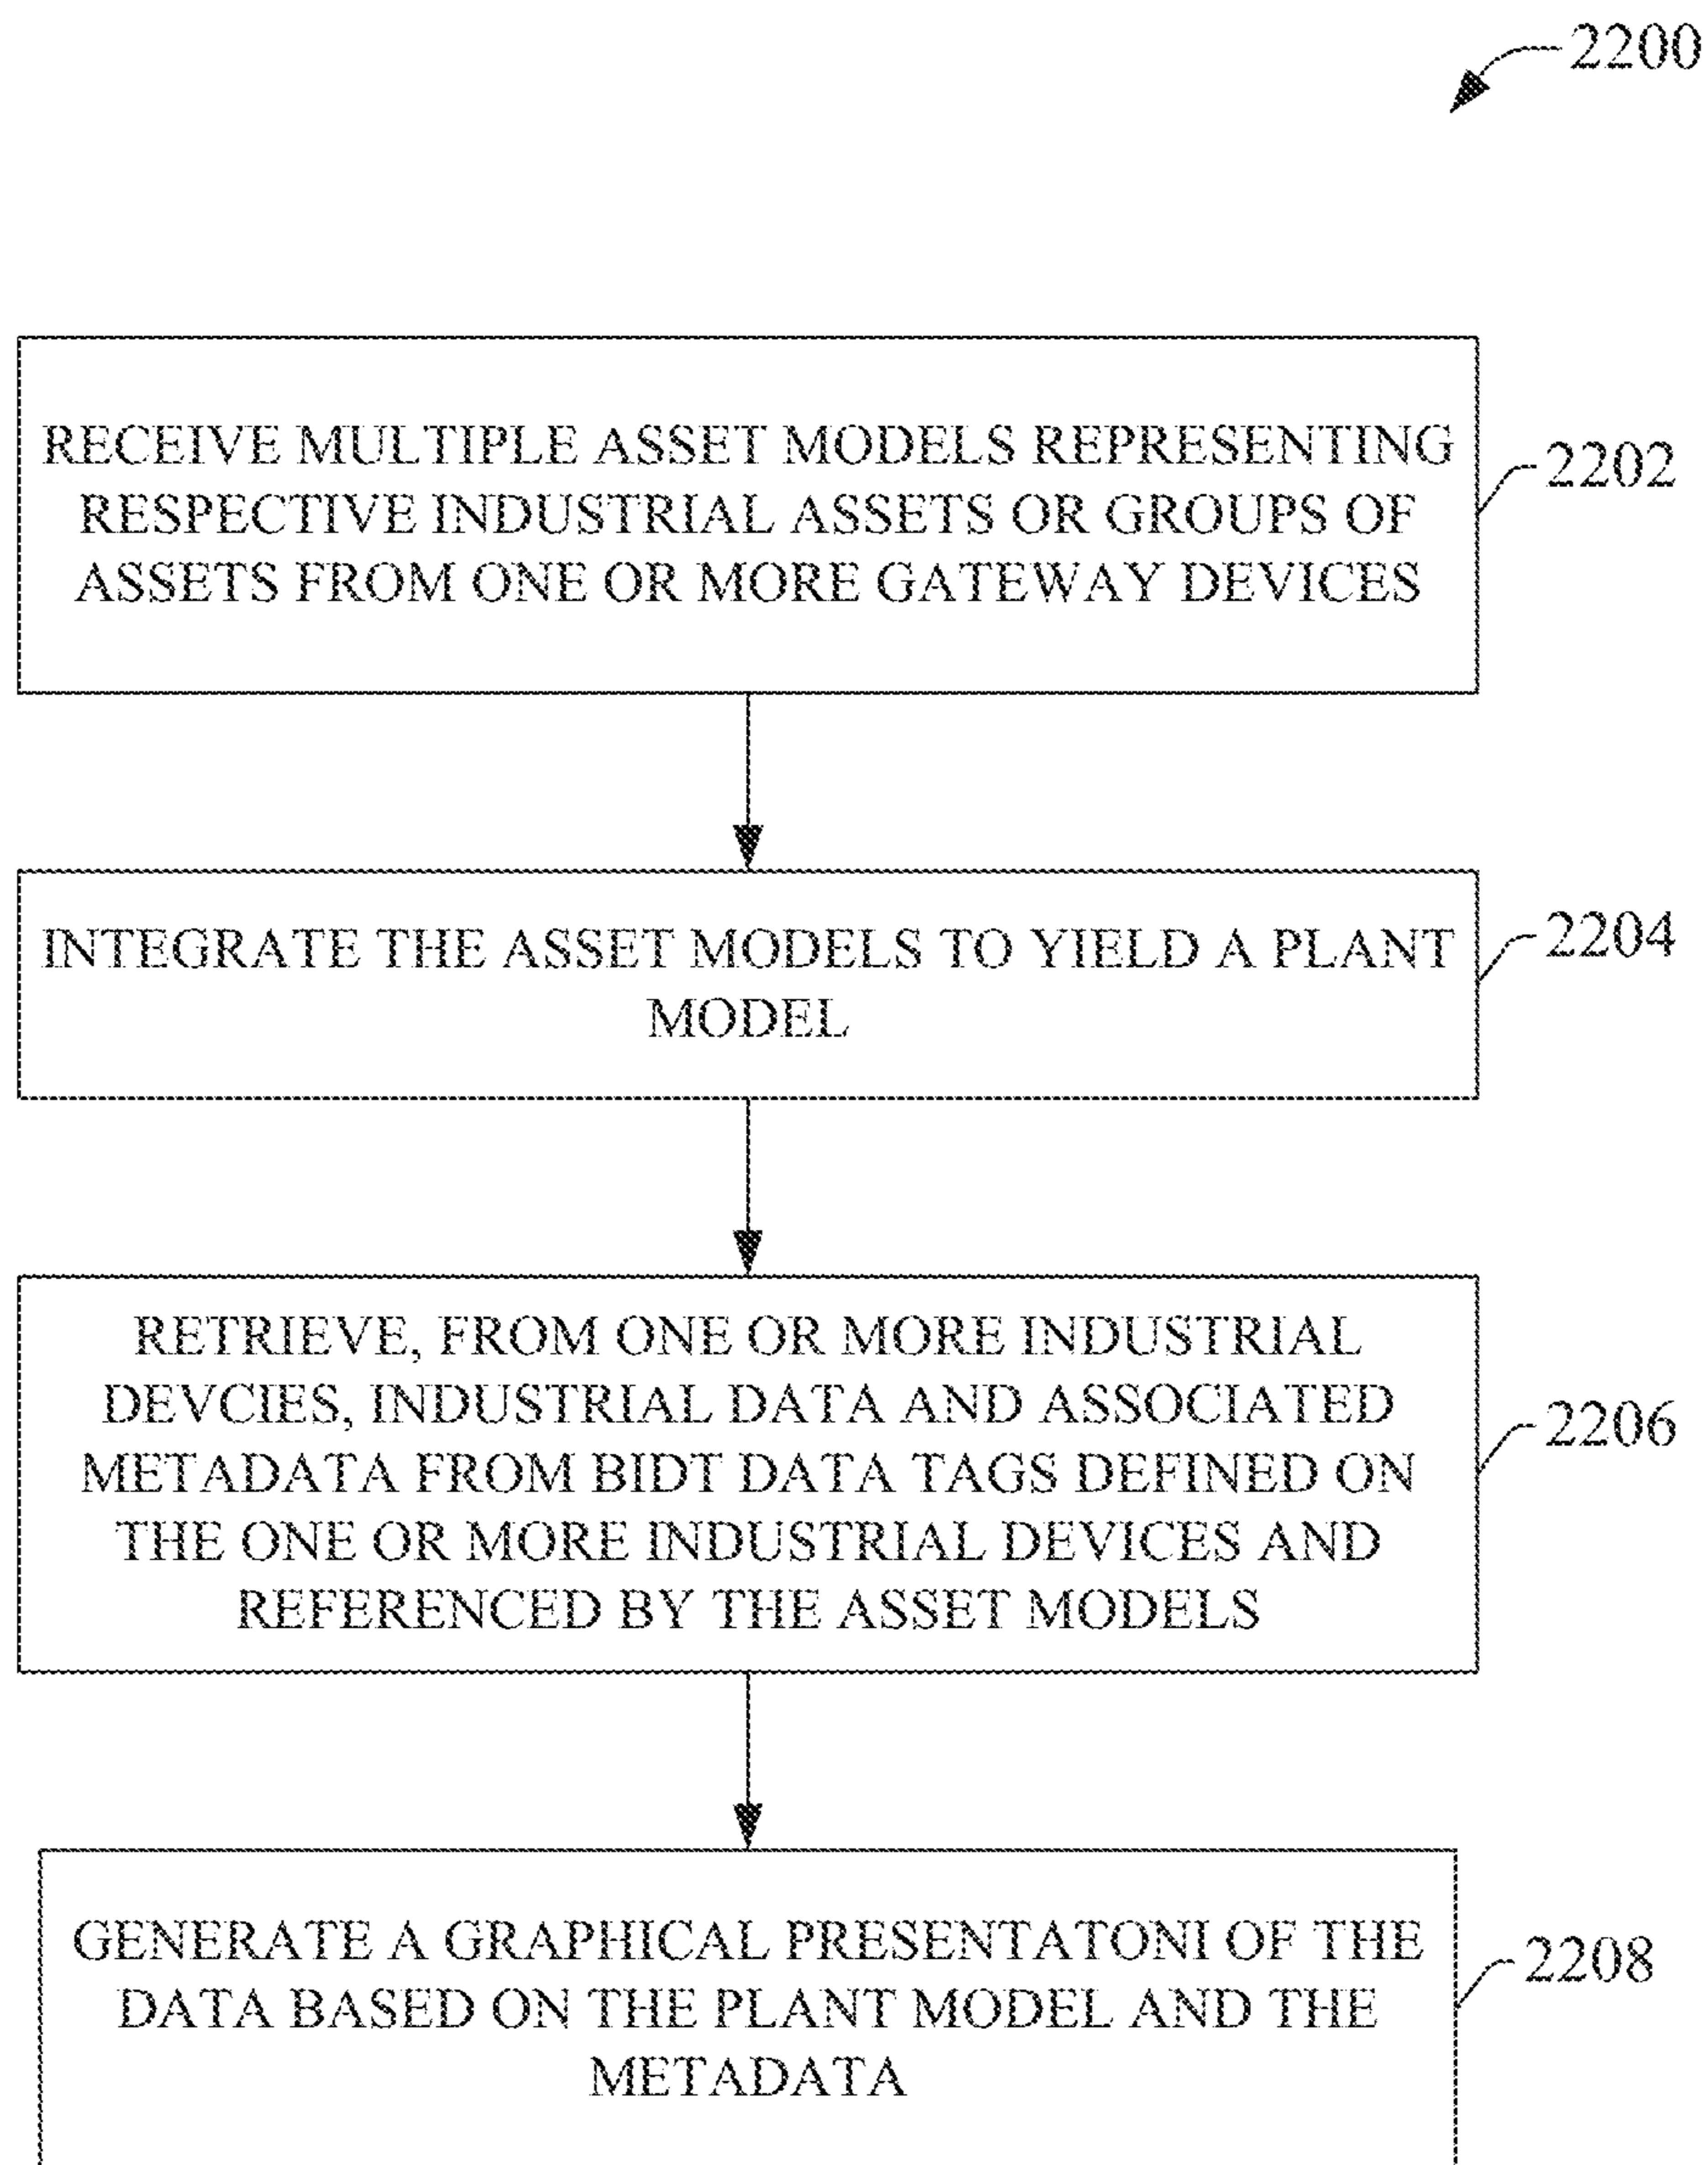 2200
RECEIVE MULTIPLE ASSET MODELS REPRESENTING
RESPECTIVE INDUSTRIAL ASSETS OR GROUPS OF
ASSETS FROM ONE OR MORE GATEWAY DEVICES
2202
INTEGRATE THE ASSET MODELS TO YIELD A PLANT
MODEL
2204
RETRIEVE, FROM ONE OR MORE INDUSTRIAL
DEVCIES, INDUSTRIAL DATA AND ASSOCIATED
METADATA FROM BIDT DATA TAGS DEFINED ON
THE ONE OR MORE INDUSTRIAL DEVICES AND
REFERENCED BY THE ASSET MODELS
2206
GENERATE A GRAPHICAL PRESENTATONI OF THE
DATA BASED ON THE PLANT MODEL AND THE
METADATA
2208